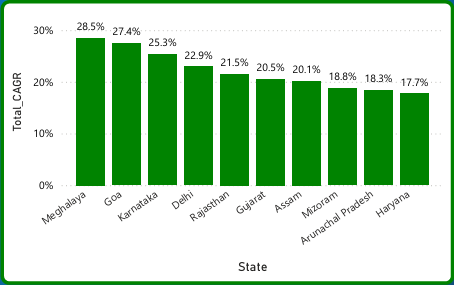 Total_CAGR
30%
20%
10%
0%
28.5%
27.4%
25.3%
22.9%
21.5%
20.5%
20.1%
18.8%
18.3%
17.7%
Meghalaya
Goa
Karnataka
Delhi
Rajasthan
Gujarat
Assam
Mizoram
Arunachal Pradesh
Haryana
State